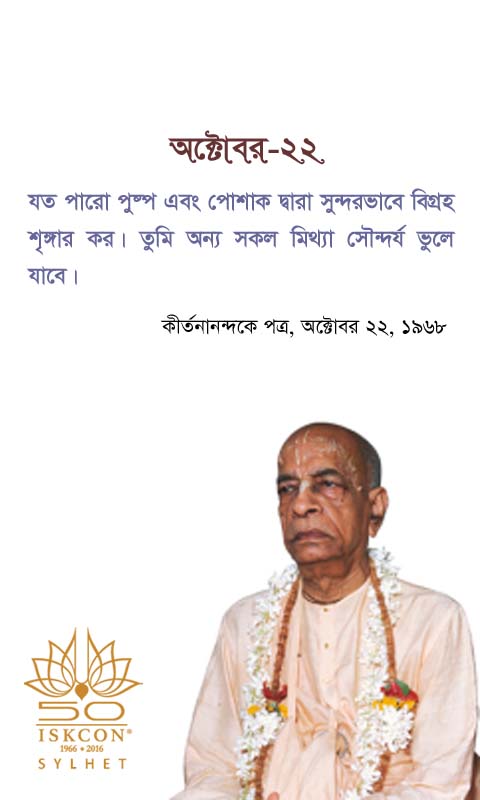 অক্টোবর-২২
যত পারো পুষ্প এবং পোশাক দ্বারা সুন্দরভাবে বিগ্রহ
শৃঙ্গার কর। তুমি অন্য সকল মিথ্যা সৌন্দর্য ভুলে
যাবে।
কীর্তনানন্দকে পত্র, অক্টোবর ২২, ১৯৬৮
50
ISKCON®
1966 • 2016
SYLHET